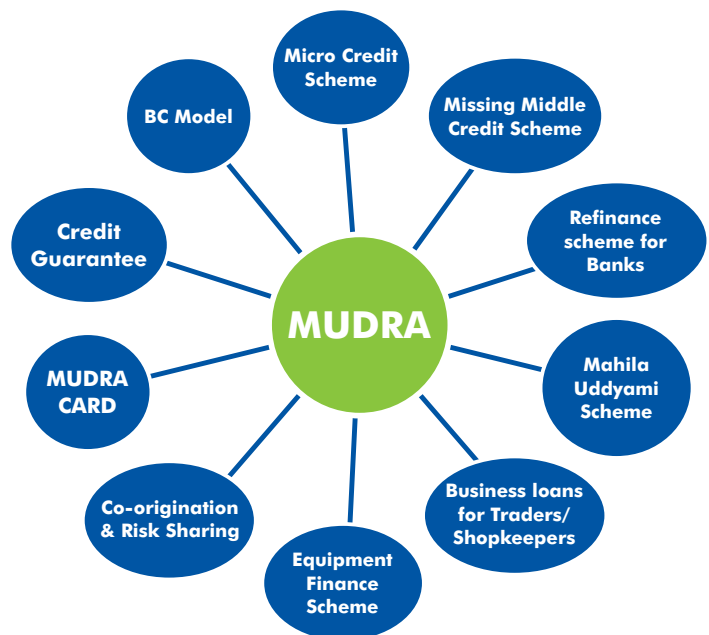 Micro Credit
Scheme
Missing Middle
Credit Scheme
BC Model
Refinance
scheme for
Banks
Credit
Guarantee
MUDRA
Mahila
Uddyami
Scheme
MUDRA
CARD
Business loans
for Traders/
Shopkeepers
Co-origination
& Risk Sharing
Equipment
Finance
Scheme